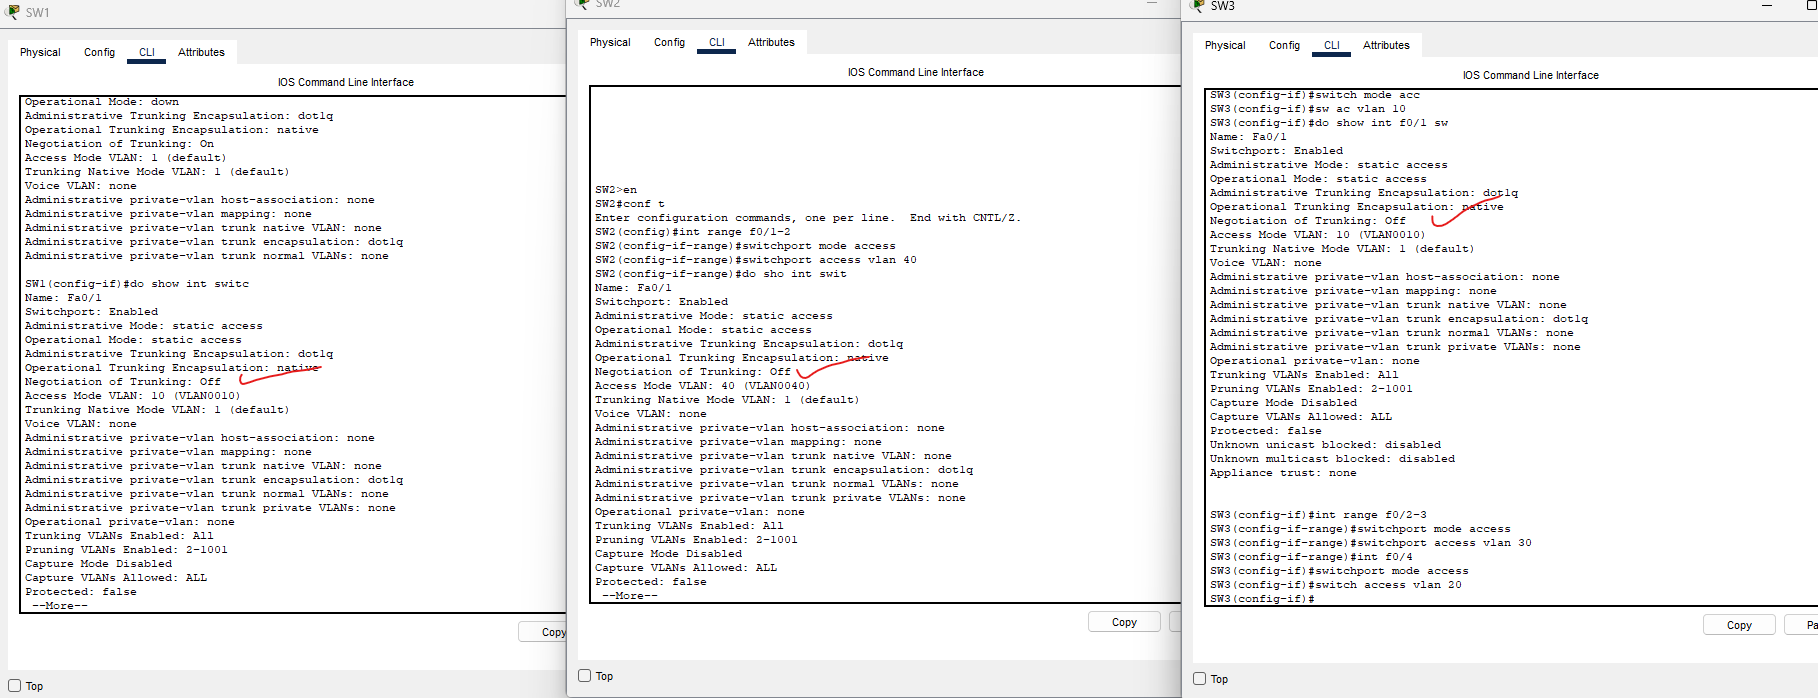 SW1
Physical Config CLI Attributes
IOS Command Line Interface
Operational Mode: down
Administrative Trunking Encapsulation: dot1q
Operational Trunking Encapsulation: native
Negotiation of Trunking: On
Access Mode VLAN: 1 (default)
Trunking Native Mode VLAN: 1 (default)
Voice VLAN: none
Administrative private-vlan host-association: none
Administrative private-vlan mapping: none
Administrative private-vlan trunk native VLAN: none
Administrative private-vlan trunk encapsulation: dot1q
Administrative private-vlan trunk normal VLANs: none
SW1(config-if)#do show int switc
Name: Fa0/1
Switchport: Enabled
Administrative Mode: static access
Operational Mode: static access
Administrative Trunking Encapsulation: dot1q
Operational Trunking Encapsulation: native
Negotiation of Trunking: Off
Access Mode VLAN: 10 (VLAN0010)
Trunking Native Mode VLAN: 1 (default)
Voice VLAN: none
Administrative private-vlan host-association: none
Administrative private-vlan mapping: none
Administrative private-vlan trunk native VLAN: none
Administrative private-vlan trunk encapsulation: dot1q
Administrative private-vlan trunk normal VLANs: none
Administrative private-vlan trunk private VLANs: none
Operational private-vlan: none
Trunking VLANs Enabled: All
Pruning VLANs Enabled: 2-1001
Capture Mode Disabled
Capture VLANs Allowed: ALL
Protected: false
--More--
Copy
Top
SW2
Physical Config CLI Attributes
IOS Command Line Interface
SW2>en
SW2#conf t
Enter configuration commands, one per line.  End with CNTL/Z.
SW2(config)#int range f0/1-2
SW2(config-if-range)#switchport mode access
SW2(config-if-range)#switchport access vlan 40
SW2(config-if-range)#do sho int swit
Name: Fa0/1
Switchport: Enabled
Administrative Mode: static access
Operational Mode: static access
Administrative Trunking Encapsulation: dot1q
Operational Trunking Encapsulation: native
Negotiation of Trunking: Off
Access Mode VLAN: 40 (VLAN0040)
Trunking Native Mode VLAN: 1 (default)
Voice VLAN: none
Administrative private-vlan host-association: none
Administrative private-vlan mapping: none
Administrative private-vlan trunk native VLAN: none
Administrative private-vlan trunk encapsulation: dot1q
Administrative private-vlan trunk normal VLANs: none
Administrative private-vlan trunk private VLANs: none
Operational private-vlan: none
Trunking VLANs Enabled: All
Pruning VLANs Enabled: 2-1001
Capture Mode Disabled
Capture VLANs Allowed: ALL
Protected: false
--More--
Copy
Top
SW3
Physical Config CLI Attributes
IOS Command Line Interface
SW3(config-if)#switch mode acc
SW3(config-if)#sw ac vlan 10
SW3(config-if)#do show int f0/1 sw
Name: Fa0/1
Switchport: Enabled
Administrative Mode: static access
Operational Mode: static access
Administrative Trunking Encapsulation: dot1q
Operational Trunking Encapsulation: native
Negotiation of Trunking: Off
Access Mode VLAN: 10 (VLAN0010)
Trunking Native Mode VLAN: 1 (default)
Voice VLAN: none
Administrative private-vlan host-association: none
Administrative private-vlan mapping: none
Administrative private-vlan trunk native VLAN: none
Administrative private-vlan trunk encapsulation: dot1q
Administrative private-vlan trunk normal VLANs: none
Administrative private-vlan trunk private VLANs: none
Operational private-vlan: none
Trunking VLANs Enabled: All
Pruning VLANs Enabled: 2-1001
Capture Mode Disabled
Capture VLANs Allowed: ALL
Protected: false
Unknown unicast blocked: disabled
Unknown multicast blocked: disabled
Appliance trust: none
SW3(config-if)#int range f0/2-3
SW3(config-if-range)#switchport mode access
SW3(config-if-range)#switchport access vlan 30
SW3(config-if-range)#int f0/4
SW3(config-if)#switchport mode access
SW3(config-if)#switch access vlan 20
SW3(config-if)#
Copy Pa
Top